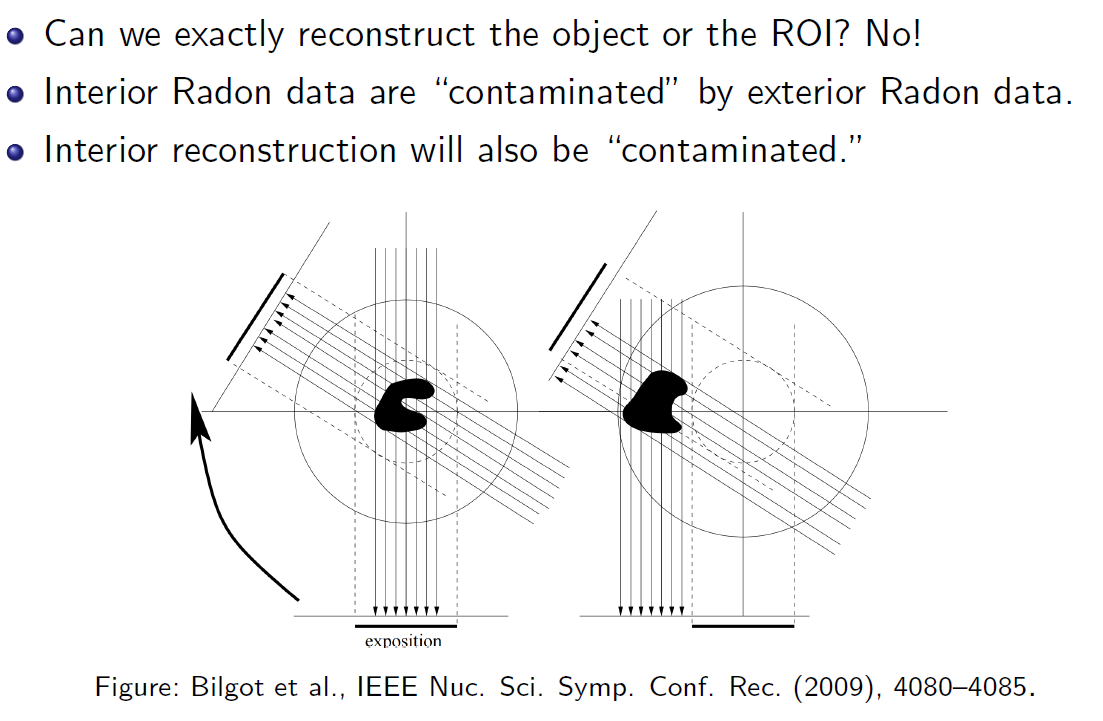 Can we exactly reconstruct the object or the ROI? No!
Interior Radon data are “contaminated” by exterior Radon data.
Interior reconstruction will also be “contaminated.”
exposition
Figure: Bilgot et al., IEEE Nuc. Sci. Symp. Conf. Rec. (2009), 4080–4085.